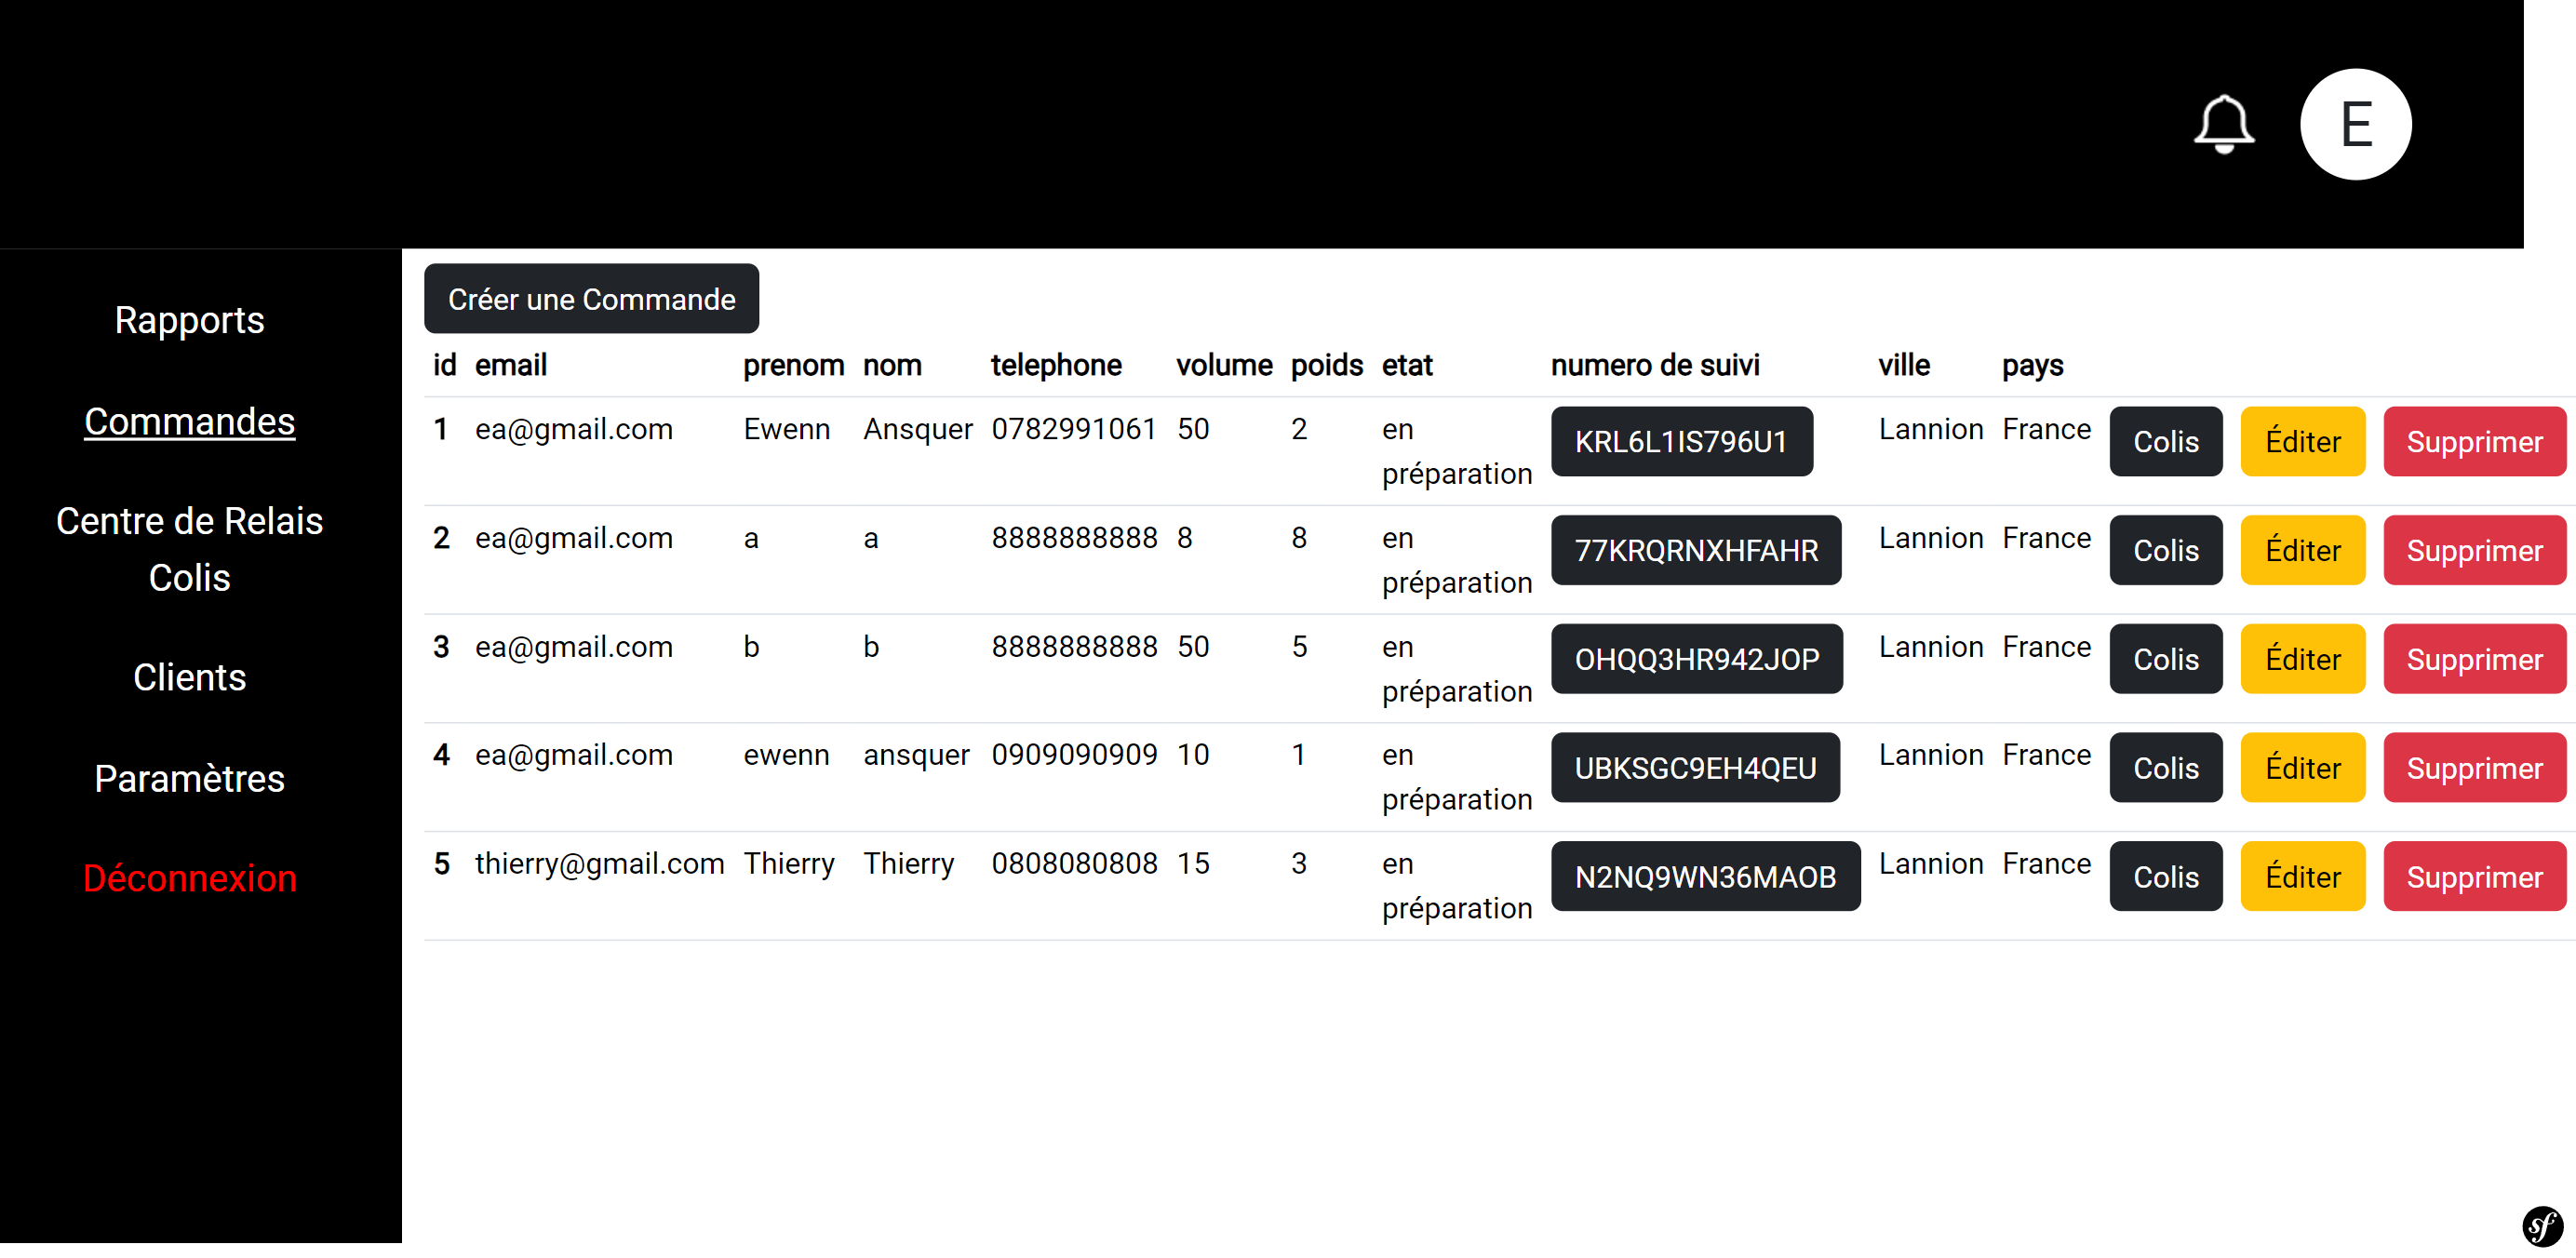 E
Rapports
Commandes
Centre de Relais
Colis
Clients
Paramètres
Déconnexion
Créer une Commande
id email prenom nom telephone volume poids etat numero de suivi ville pays
1 ea@gmail.com Ewenn Ansquer 0782991061 50 2 en préparation KRL6L1IS796U1 Lannion France Colis Éditer Supprimer
2 ea@gmail.com a a 8888888888 8 8 en préparation 77KRQRNXHFAHR Lannion France Colis Éditer Supprimer
3 ea@gmail.com b b 8888888888 50 5 en préparation OHQQ3HR942JOP Lannion France Colis Éditer Supprimer
4 ea@gmail.com ewenn ansquer 0909090909 10 1 en préparation UBKSGC9EH4QEU Lannion France Colis Éditer Supprimer
5 thierry@gmail.com Thierry Thierry 0808080808 15 3 en préparation N2NQ9WN36MAOB Lannion France Colis Éditer Supprimer
sf